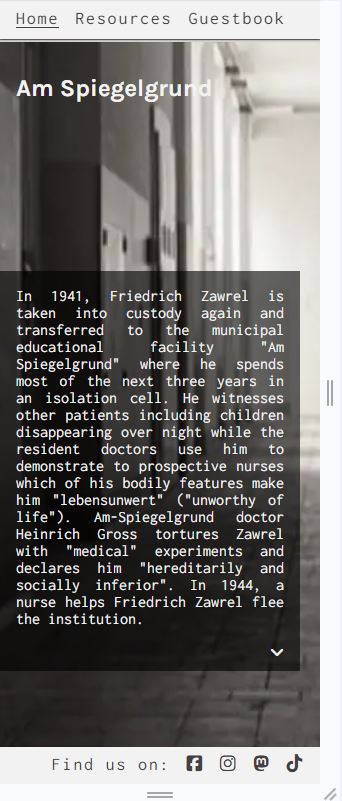 Home Resources Guestbook
Am Spiegelgrund
In 1941, Friedrich Zawrel is
taken into custody again and
transferred to the municipal
educational facility "Am
Spiegelgrund" where he spends
most of the next three years in
an isolation cell. He witnesses
other patients including children
disappearing over night while the
resident doctors use him to
demonstrate to prospective nurses
which of his bodily features make
him "lebensunwert" ("unworthy of
life"). Am-Spiegelgrund doctor
Heinrich Gross tortures Zawrel
with "medical" experiments and
declares him "hereditarily and
socially inferior". In 1944, a
nurse helps Friedrich Zawrel flee
the institution.
Find us on: